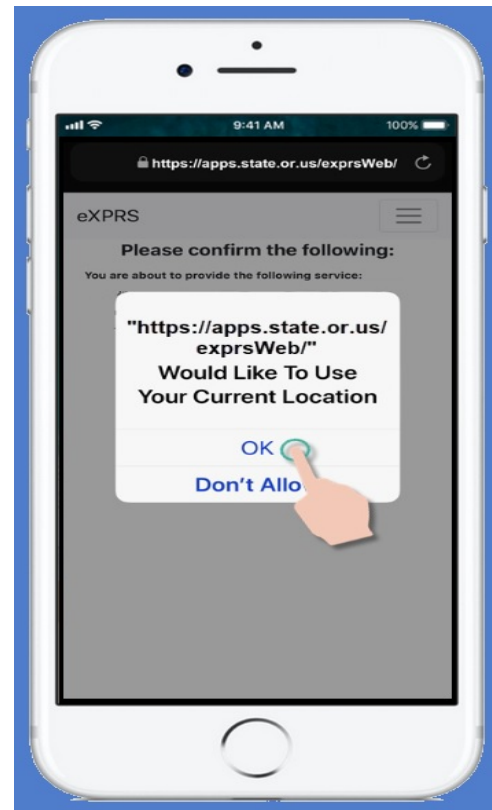 9:41 AM 100%
https://apps.state.or.us/exprsWeb/
eXPRS
Please confirm the following:
You are about to provide the following service:
"https://apps.state.or.us/
exprsWeb/"
Would Like To Use
Your Current Location
OK
Don't Allo